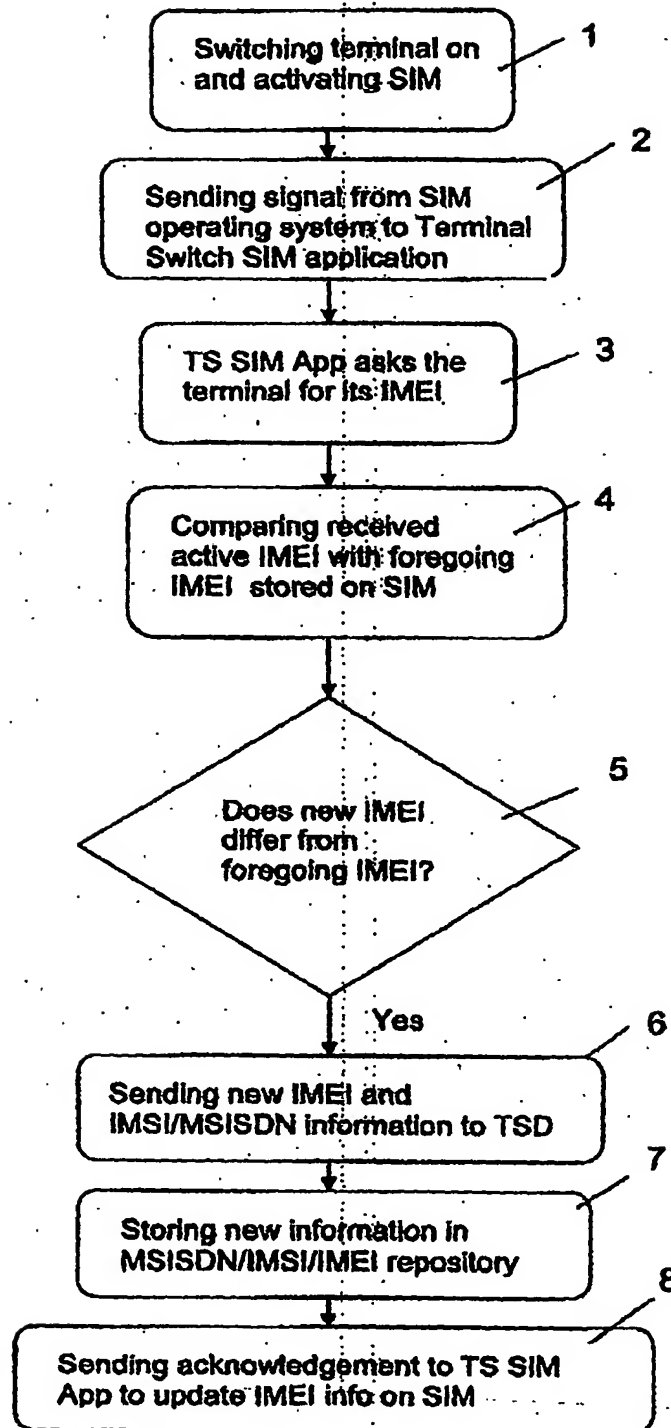 Switching terminal on
and activating SIM
1
Sending signal from SIM
operating system to Terminal
Switch SIM application
2
TS SIM App asks the
terminal for its IMEI
3
Comparing received
active IMEI with foregoing
IMEI stored on SIM
4
Does new IMEI
differ from
foregoing IMEI?
5
Yes
Sending new IMEI and
IMSI/MSISDN information to TSD
6
Storing new information in
MSISDN/IMSI/IMEI repository
7
Sending acknowledgement to TS SIM
App to update IMEI info on SIM
8